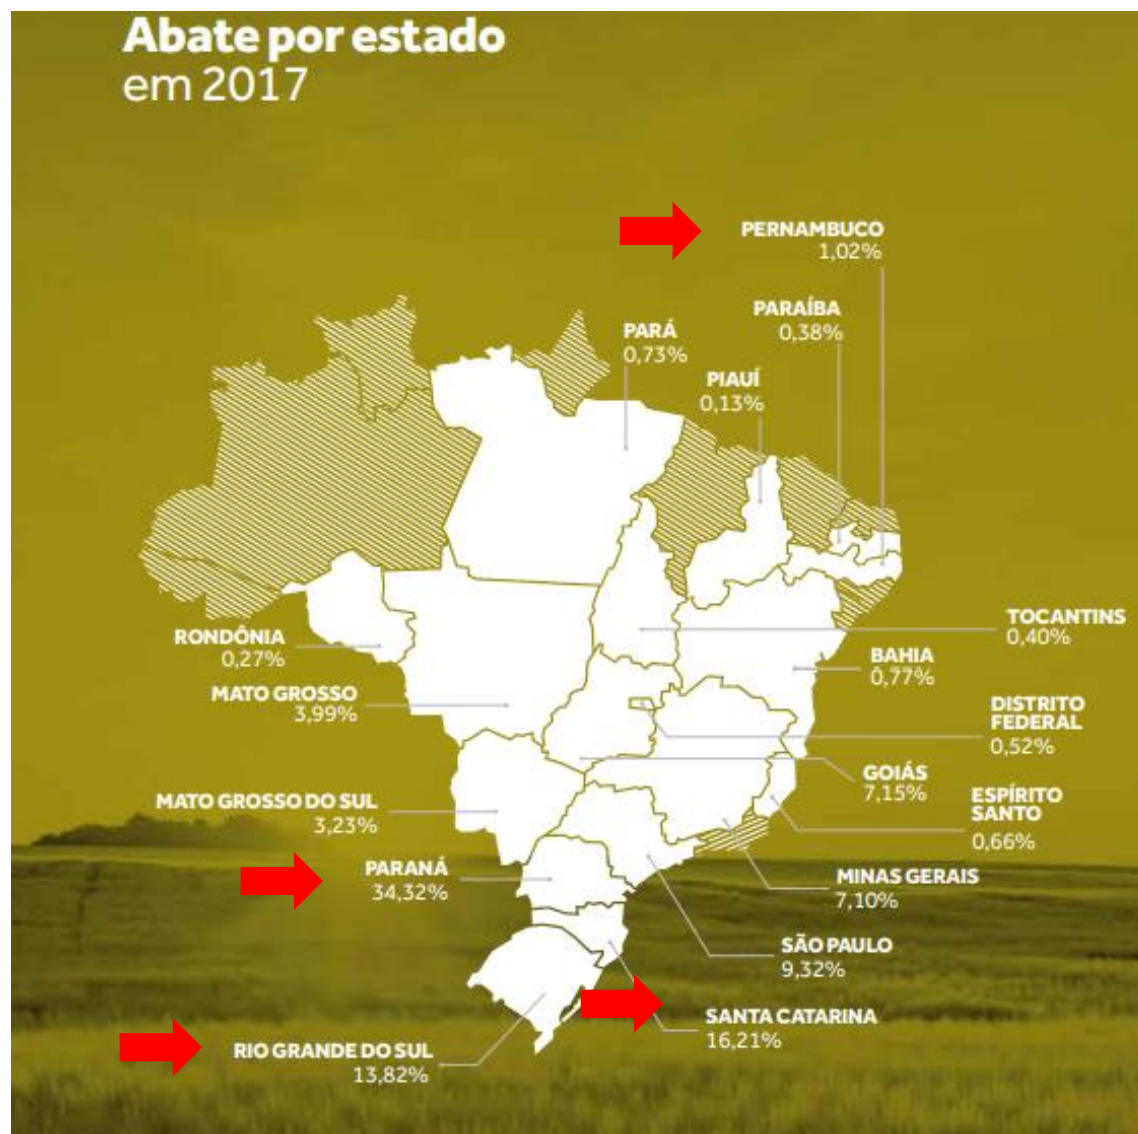 Abate por estado
em 2017
PERNAMBUCO
1,02%
PARAÍBA
0,38%
PARÁ
0,73%
PIAUÍ
0,13%
TOCANTINS
0,40%
RONDÔNIA
0,27%
BAHIA
0,77%
MATO GROSSO
3,99%
DISTRITO
FEDERAL
0,52%
GOIÁS
7,15%
ESPÍRITO
SANTO
0,66%
MATO GROSSO DO SUL
3,23%
PARANÁ
34,32%
MINAS GERAIS
7,10%
SÃO PAULO
9,32%
SANTA CATARINA
16,21%
RIO GRANDE DO SUL
13,82%